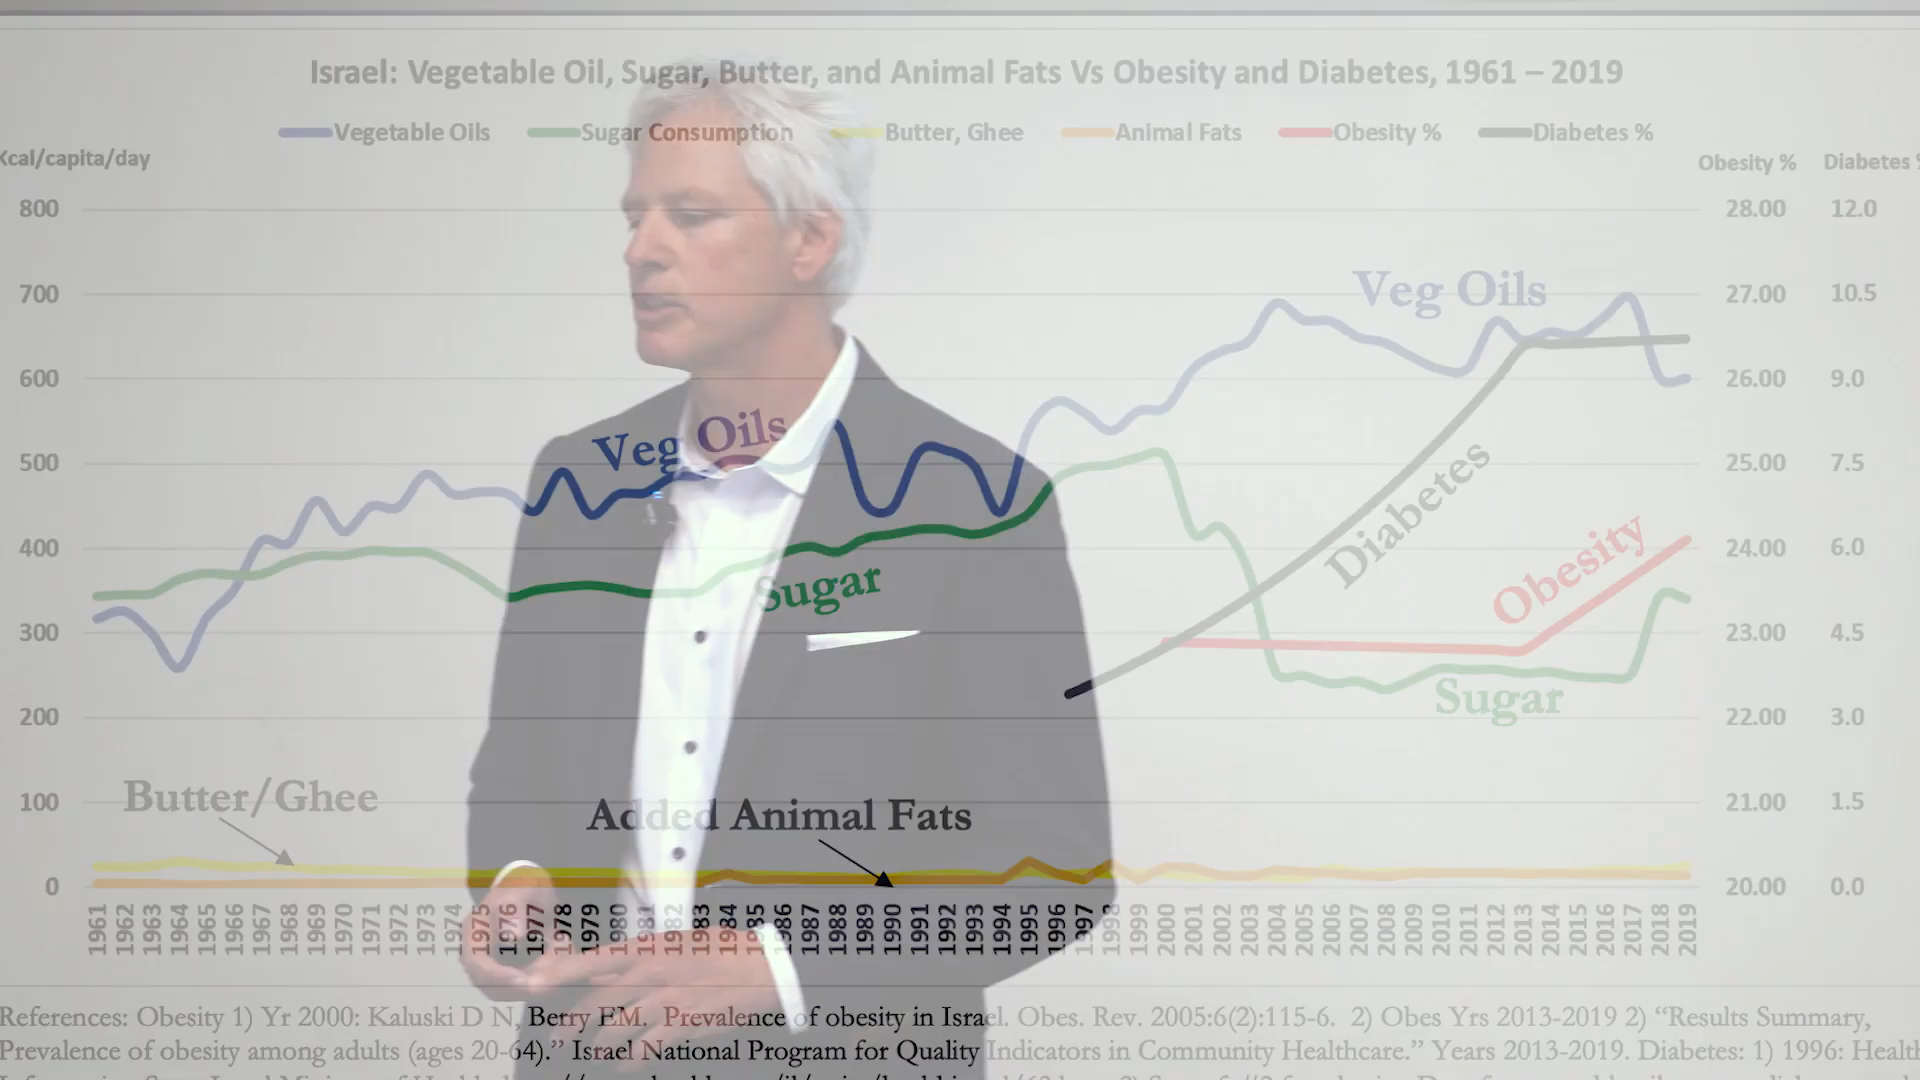 Israel: Vegetable Oil, Sugar, Butter, and Animal Fats Vs Obesity and Diabetes, 1961 – 2019
Vegetable Oils Sugar Consumption Butter, Ghee Animal Fats Obesity % Diabetes %
Kcal/capita/day Obesity % Diabetes %
800 28.00 12.0
700 27.00 10.5
Veg Oils
600 26.00 9.0
Veg Oils
500 25.00 7.5
400 24.00 6.0
Diabetes
Obesity
Sugar
300 23.00 4.5
Sugar
200 22.00 3.0
Butter/Ghee
100 21.00 1.5
Added Animal Fats
0 20.00 0.0
1961 1962 1963 1964 1965 1966 1967 1968 1969 1970 1971 1972 1973 1974 1975 1976 1977 1978 1979 1980 1981 1982 1983 1984 1985 1986 1987 1988 1989 1990 1991 1992 1993 1994 1995 1996 1997 1998 1999 2000 2001 2002 2003 2004 2005 2006 2007 2008 2009 2010 2011 2012 2013 2014 2015 2016 2017 2018 2019
References: Obesity 1) Yr 2000: Kaluski D N, Berry EM. Prevalence of obesity in Israel. Obes. Rev. 2005:6(2):115-6. 2) Obes Yrs 2013-2019 2) “Results Summary,
Prevalence of obesity among adults (ages 20-64).” Israel National Program for Quality Indicators in Community Healthcare.” Years 2013-2019. Diabetes: 1) 1996: Health